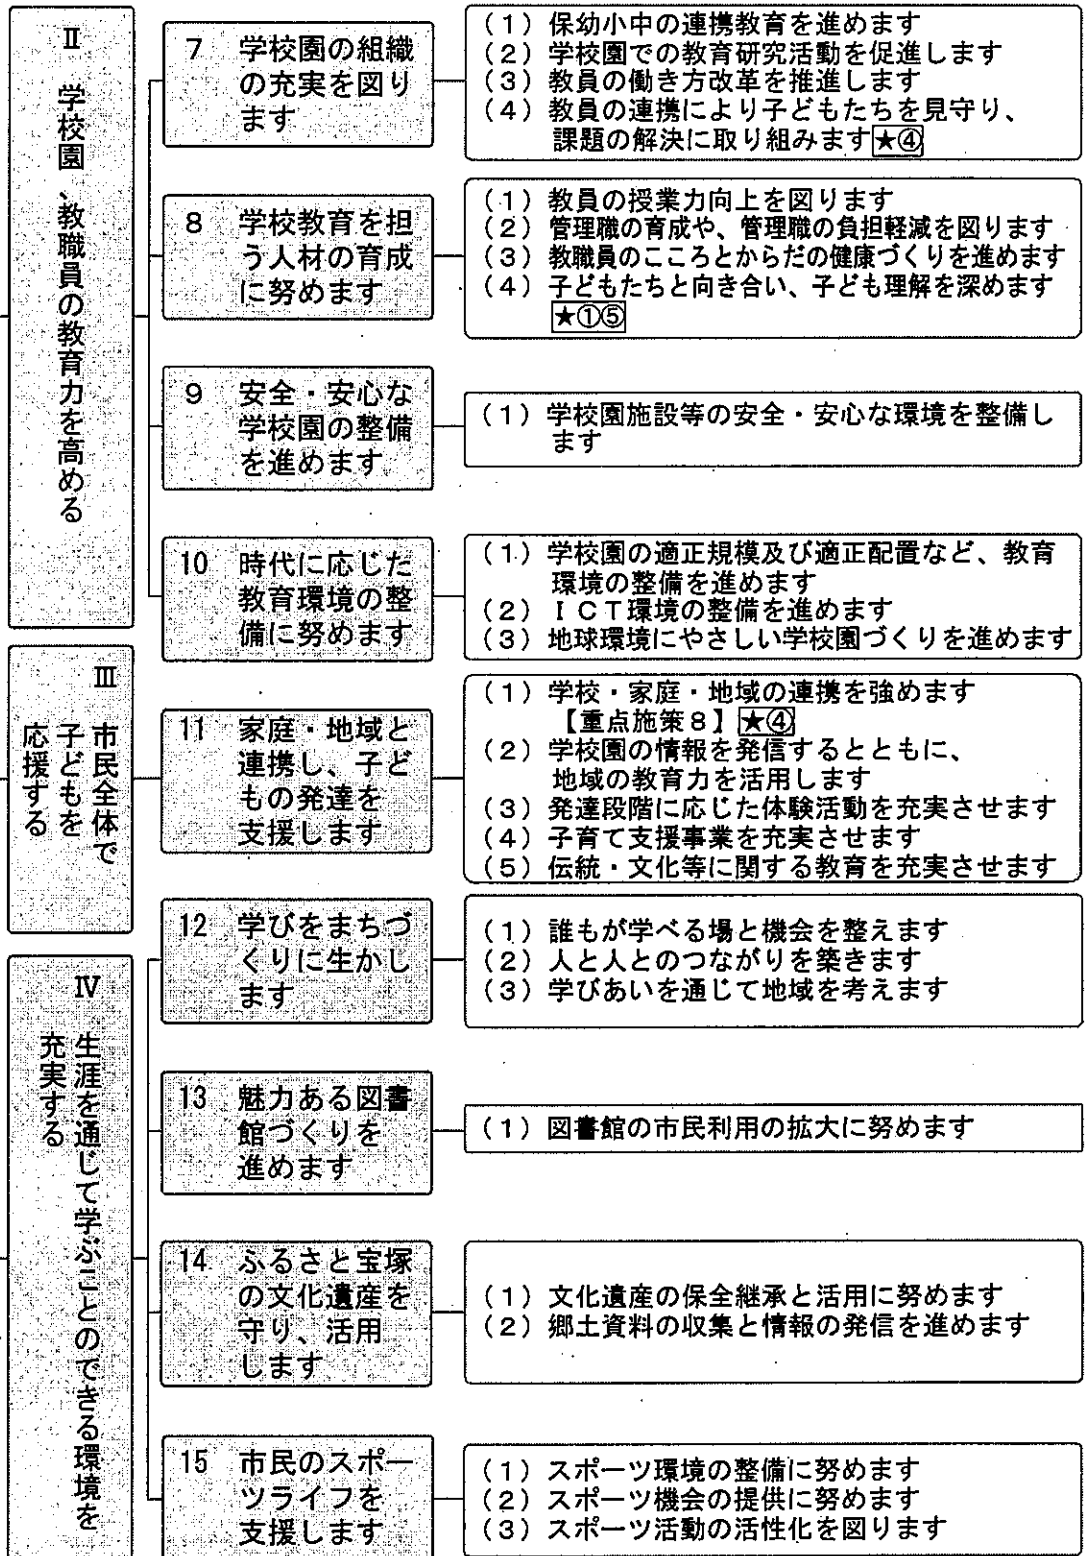 Ⅱ 学校園、教職員の教育力を高める
7 学校園の組織
の充実を図り
ます
(1) 保幼小中の連携教育を進めます
(2) 学校園での教育研究活動を促進します
(3) 教員の働き方改革を推進します
(4) 教員の連携により子どもたちを見守り、
課題の解決に取り組みます★④
8 学校教育を担
う人材の育成
に努めます
(1) 教員の授業力向上を図ります
(2) 管理職の育成や、管理職の負担軽減を図ります
(3) 教職員のこころとからだの健康づくりを進めます
(4) 子どもたちと向き合い、子ども理解を深めます
★①⑤
9 安全・安心な
学校園の整備
を進めます
(1) 学校園施設等の安全・安心な環境を整備し
ます
10 時代に応じた
教育環境の整
備に努めます
(1) 学校園の適正規模及び適正配置など、教育
環境の整備を進めます
(2) ICT環境の整備を進めます
(3) 地球環境にやさしい学校園づくりを進めます
Ⅲ 市民全体で
子どもを
応援する
11 家庭・地域と
連携し、子ど
もの発達を
支援します
(1) 学校・家庭・地域の連携を強めます
【重点施策8】★④
(2) 学校園の情報を発信するとともに、
地域の教育力を活用します
(3) 発達段階に応じた体験活動を充実させます
(4) 子育て支援事業を充実させます
(5) 伝統・文化等に関する教育を充実させます
Ⅳ 生涯を通じて学ぶことのできる環境を
充実する
12 学びをまちづ
くりに生かし
ます
(1) 誰もが学べる場と機会を整えます
(2) 人と人とのつながりを築きます
(3) 学びあいを通じて地域を考えます
13 魅力ある図書
館づくりを
進めます
(1) 図書館の市民利用の拡大に努めます
14 ふるさと宝塚
の文化遺産を
守り、活用
します
(1) 文化遺産の保全継承と活用に努めます
(2) 郷土資料の収集と情報の発信を進めます
15 市民のスポー
ツライフを
支援します
(1) スポーツ環境の整備に努めます
(2) スポーツ機会の提供に努めます
(3) スポーツ活動の活性化を図ります